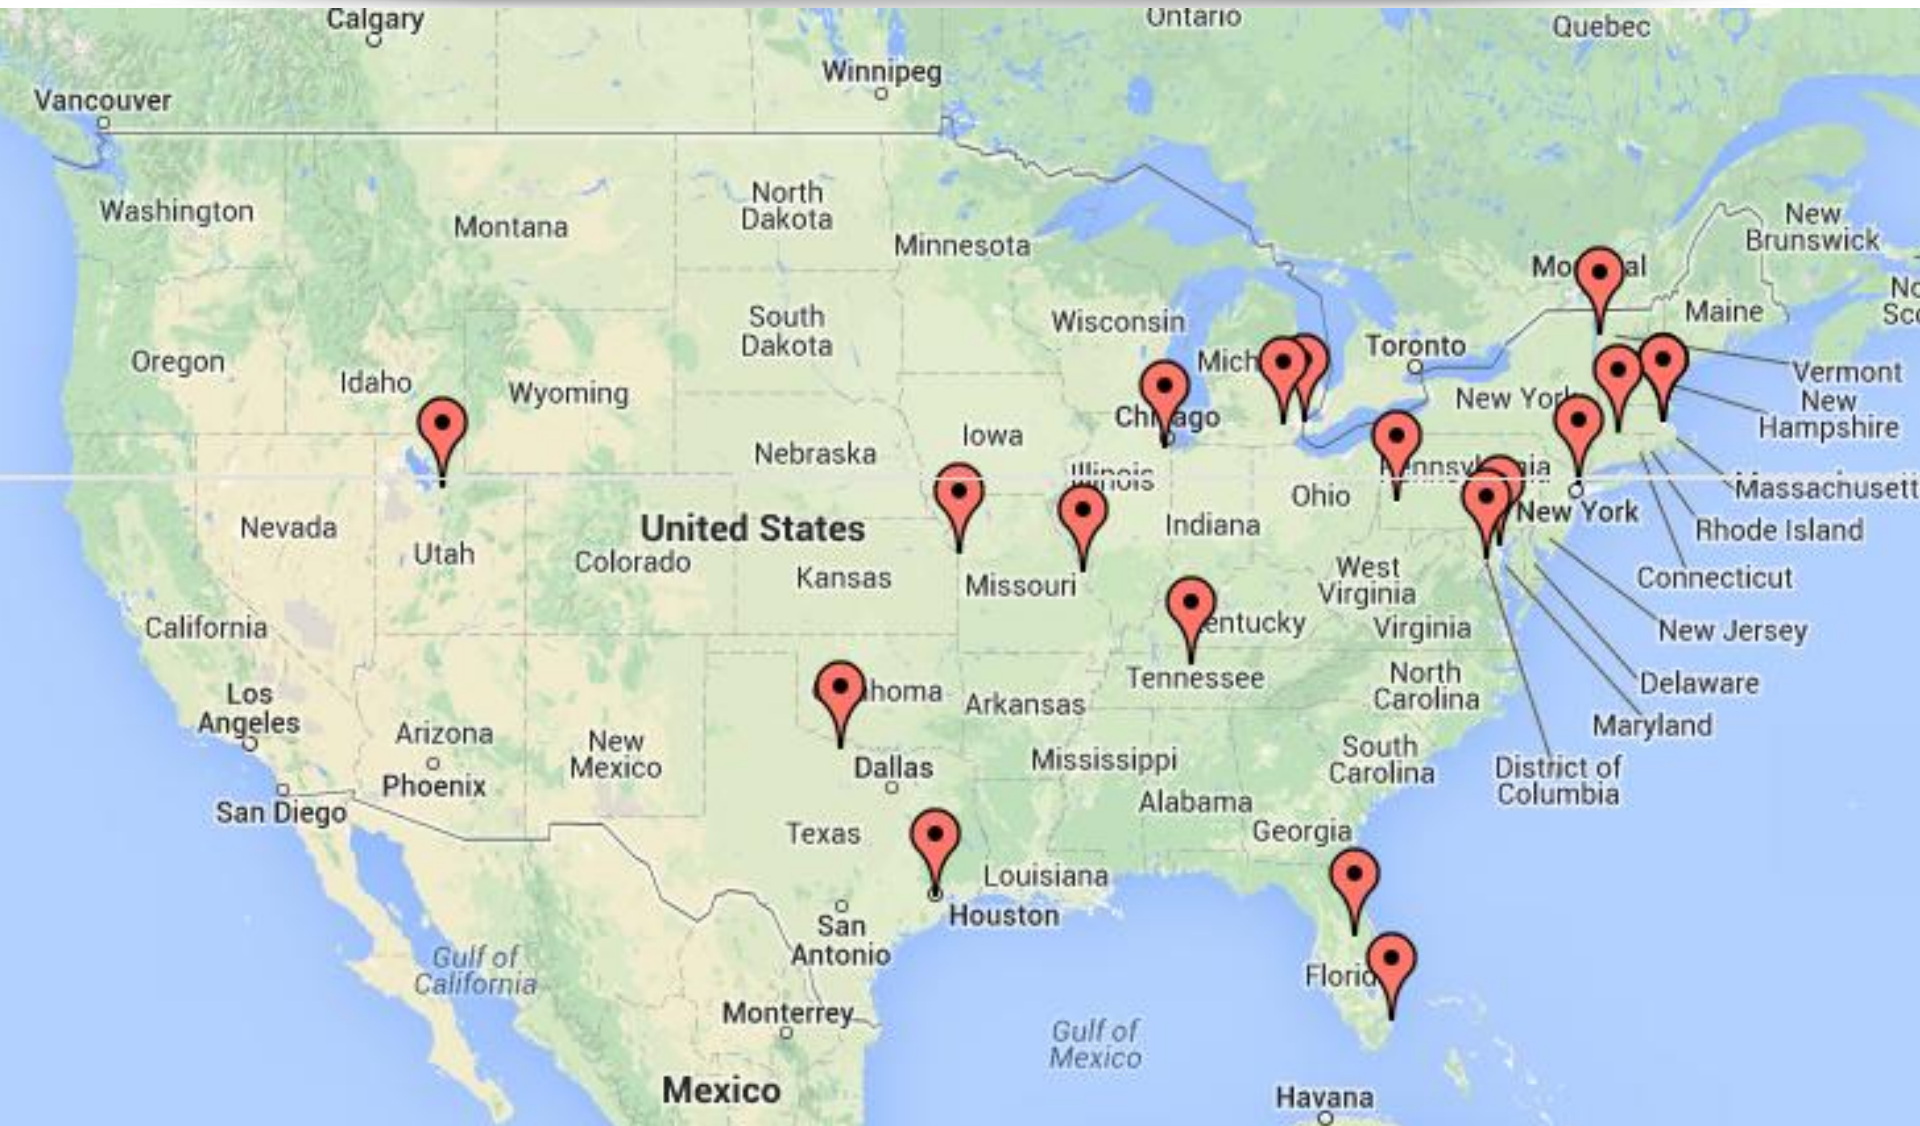 Calgary
Ontario
Quebec
Winnipeg
Vancouver
Washington
Montana
North
Dakota
Minnesota
New
Brunswick
Maine
Oregon
Idaho
Wyoming
South
Dakota
Wisconsin
Toronto
New York
Vermont
New
Hampshire
Chicago
Iowa
Nebraska
Illinois
Ohio
Massachusett
Nevada
Utah
United States
Colorado
Kansas
Missouri
Indiana
New York
Rhode Island
West
Virginia
Connecticut
California
Virginia
New Jersey
Tennessee
North
Carolina
Delaware
Maryland
Los
Angeles
Arizona
Phoenix
New
Mexico
Arkansas
Dallas
Mississippi
South
Carolina
District of
Columbia
San Diego
Alabama
Georgia
Texas
Louisiana
Houston
San
Antonio
Gulf of
California
Monterrey
Gulf of
Mexico
Mexico
Havana